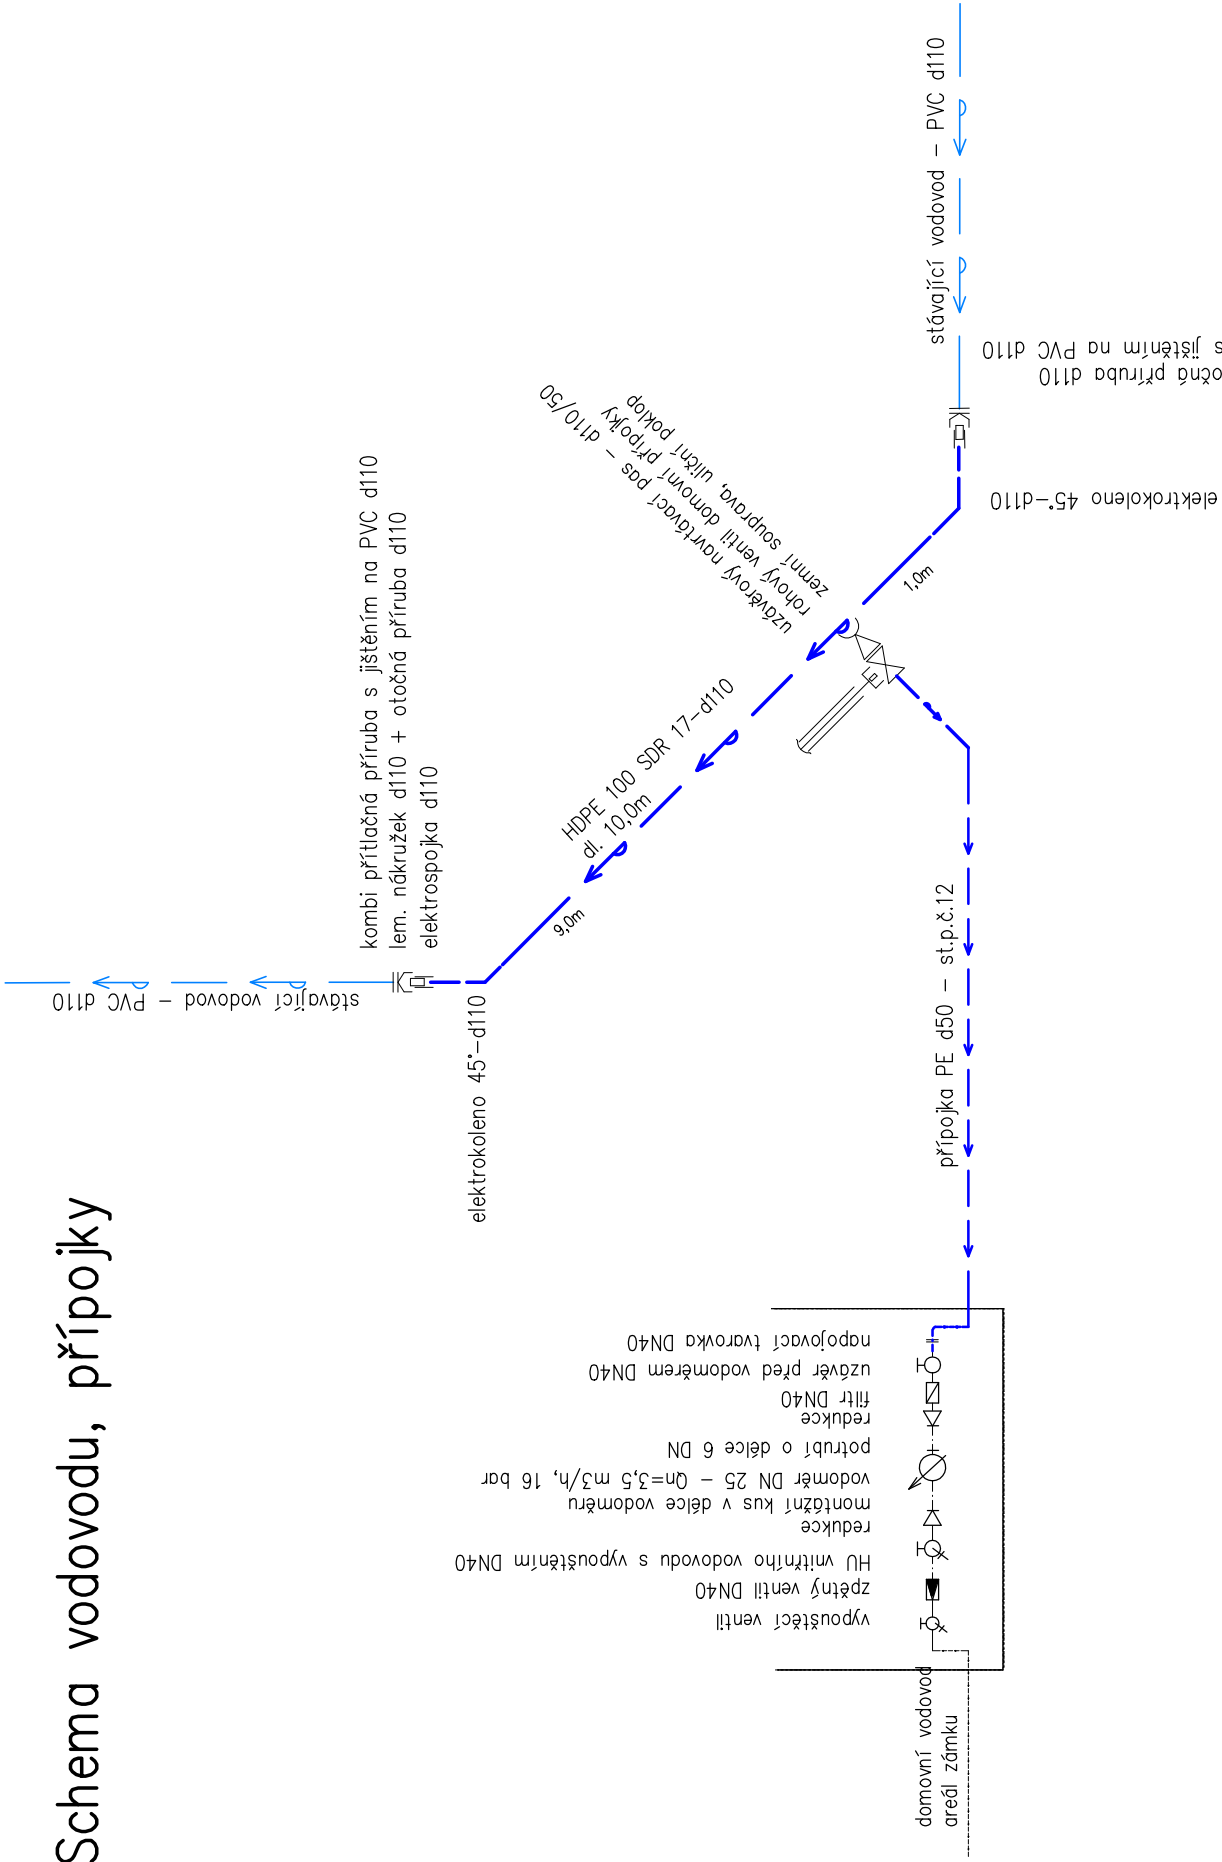 Schema vodovodu, přípojky
stávající vodovod - PVC d110
kombi přítlačná příruba s jištěním na PVC d110
lem. nákružek d110 + otočná příruba d110
elektrospojka d110
elektrokoleno 45°-d110
9,0m
HDPE 100 SDR 17-d110
dl. 10,0m
uzávěrový navrtávací pas - d110/50
rohový ventil domovní přípojky
zemní souprava, uliční poklop
1,0m
stávající vodovod - PVC d110
s jištěním na PVC d110
očná příruba d110
elektrokoleno 45°-d110
přípojka PE d50 - st.p.č.12
napojovací tvarovka DN40
uzávěr před vodoměrem DN40
filtr DN40
redukce
potrubí o délce 6 DN
vodoměr DN 25 - Qn=3,5 m3/h, 16 bar
montážní kus v délce vodoměru
redukce
HU vnitřního vodovodu s vypouštěním DN40
zpětný ventil DN40
vypouštěcí ventil
domovní vodovod
areál zámku